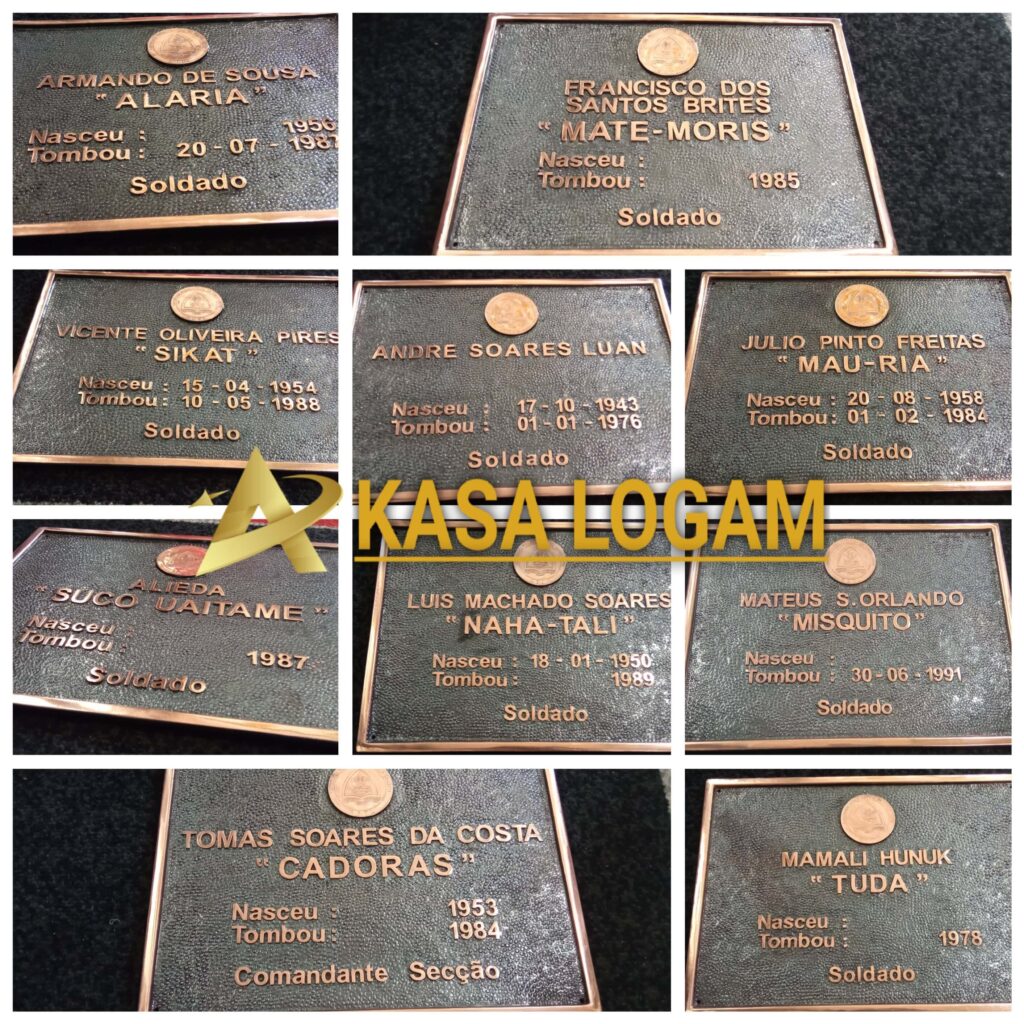 ARMANDO DE SOUSA
" ALARIA "
Nasceu : 1956
Tombou : 20 - 07 - 1987
Soldado
FRANCISCO DOS
SANTOS BRITES
" MATE-MORIS "
Nasceu :
Tombou : 1985
Soldado
VICENTE OLIVEIRA PIRES
" SIKAT "
Nasceu : 15 - 04 - 1954
Tombou : 10 - 05 - 1988
Soldado
ANDRE SOARES LUAN
Nasceu : 17 - 10 - 1943
Tombou : 01 - 01 - 1976
Soldado
JULIO PINTO FREITAS
" MAU-RIA "
Nasceu : 20 - 08 - 1958
Tombou : 01 - 02 - 1984
Soldado
KASA LOGAM
ALIEDA
" SUCO UAITAME "
Nasceu :
Tombou : 1987
Soldado
LUIS MACHADO SOARES
" NAHA-TALI "
Nasceu : 18 - 01 - 1950
Tombou : 1989
Soldado
MATEUS S. ORLANDO
"MISQUITO"
Nasceu :
Tombou : 30 - 06 - 1991
Soldado
TOMAS SOARES DA COSTA
" CADORAS "
Nasceu : 1953
Tombou : 1984
Comandante Secção
MAMALI HUNUK
" TUDA "
Nasceu :
Tombou : 1978
Soldado